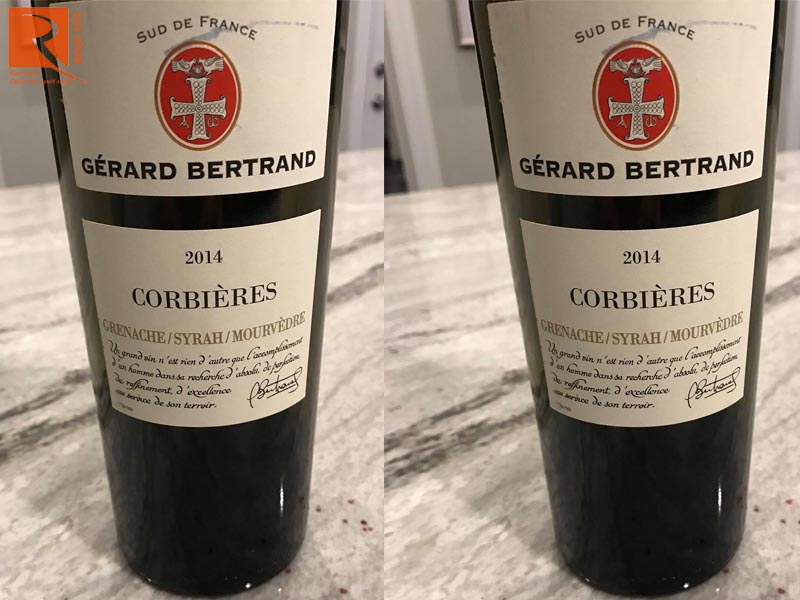 SUD DE FRANCE
GÉRARD BERTRAND
2014
CORBIÈRES
GRENACHE/SYRAH/MOURVÈDRE
Un grand vin n'est rien d'autre que l'accomplissement
d'un homme dans sa recherche d'absolu, de perfection,
de raffinement, d'excellence
au service de son terroir.
Bertrand
SUD DE FRANCE
GÉRARD BERTRAND
2014
CORBIÈRES
GRENACHE/SYRAH/MOURVÈDRE
Un grand vin n'est rien d'autre que l'accomplissement
d'un homme dans sa recherche d'absolu, de perfection,
de raffinement, d'excellence
au service de son terroir.
Bertrand